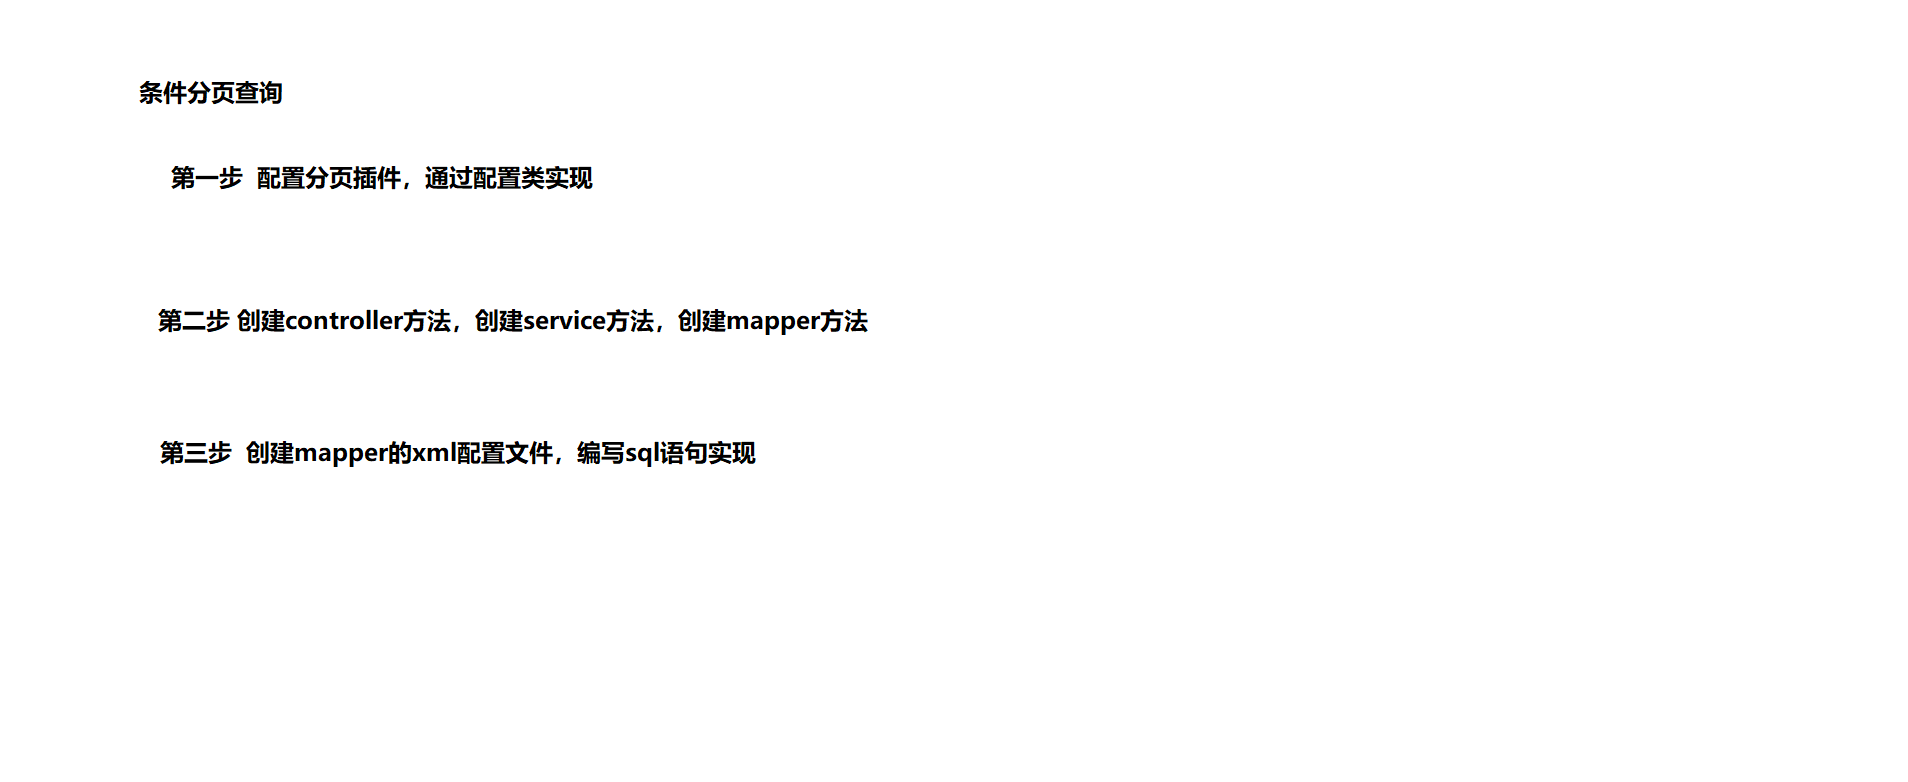 条件分页查询
第一步  配置分页插件，通过配置类实现
第二步 创建controller方法，创建service方法，创建mapper方法
第三步  创建mapper的xml配置文件，编写sql语句实现